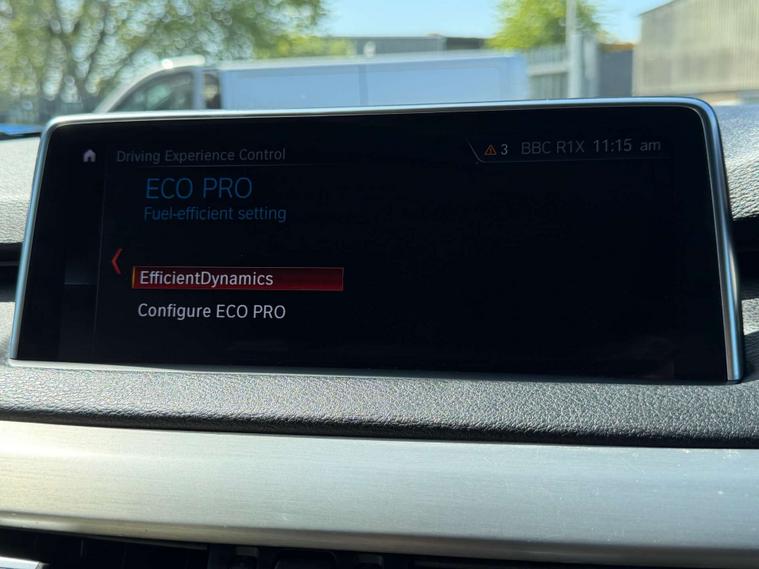 Driving Experience Control
3 BBC R1X 11:15 am
ECO PRO
Fuel-efficient setting
EfficientDynamics
Configure ECO PRO